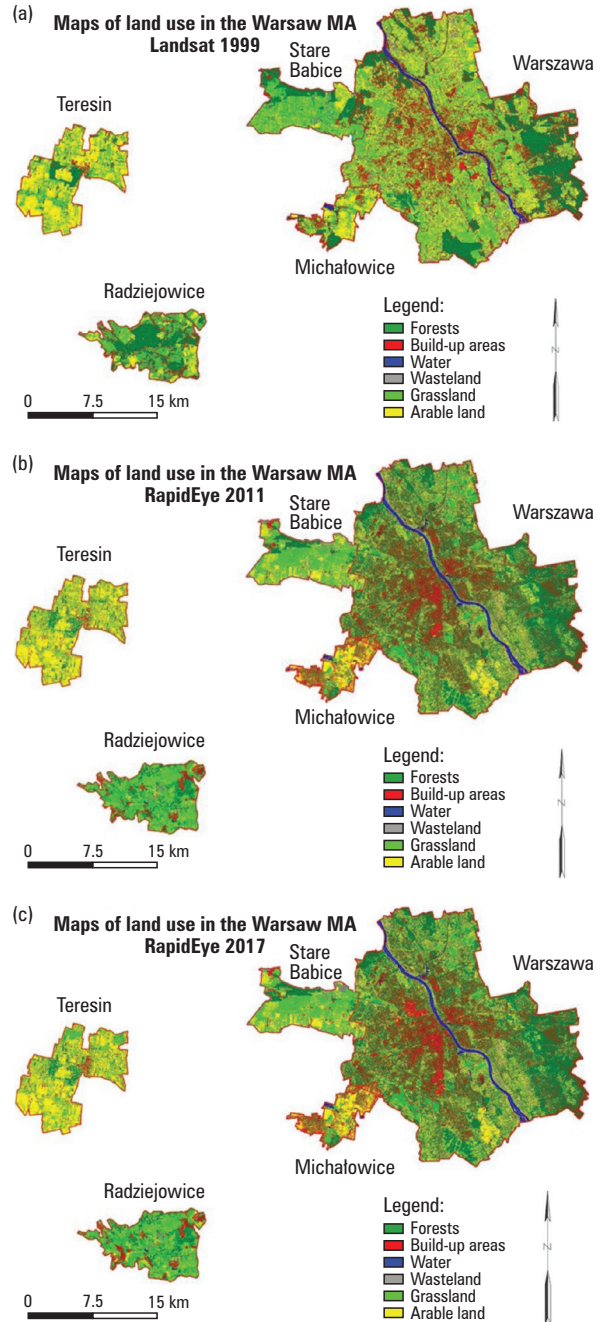 (a)
Maps of land use in the Warsaw MA
Landsat 1999
Stare
Babice
Warszawa
Teresin
Michałowice
Radziejowice
Legend:
Forests
Build-up areas
Water
Wasteland
Grassland
Arable land
N
0 7.5 15 km
(b)
Maps of land use in the Warsaw MA
RapidEye 2011
Stare
Babice
Warszawa
Teresin
Michałowice
Radziejowice
Legend:
Forests
Build-up areas
Water
Wasteland
Grassland
Arable land
N
0 7.5 15 km
(c)
Maps of land use in the Warsaw MA
RapidEye 2017
Stare
Babice
Warszawa
Teresin
Michałowice
Radziejowice
Legend:
Forests
Build-up areas
Water
Wasteland
Grassland
Arable land
N
0 7.5 15 km